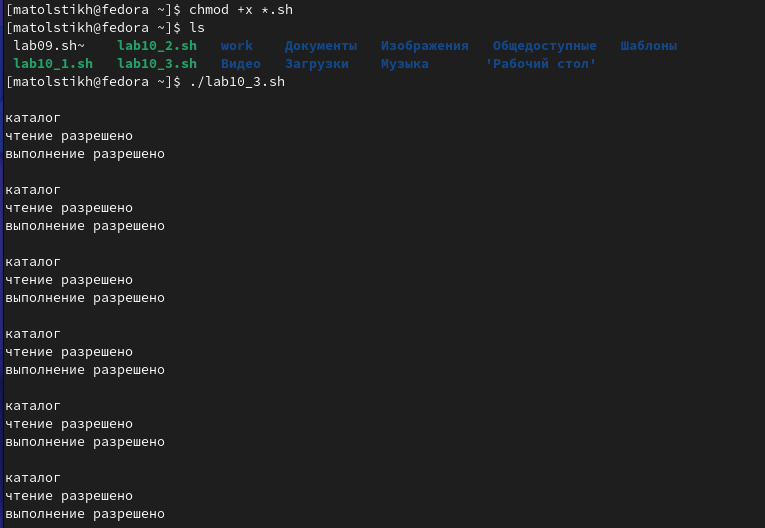 [matolstikh@fedora ~]$ chmod +x *.sh
[matolstikh@fedora ~]$ ls
lab09.sh~ lab10_2.sh work Документы Изображения Общедоступные Шаблоны
lab10_1.sh lab10_3.sh Видео Загрузки Музыка 'Рабочий стол'
[matolstikh@fedora ~]$ ./lab10_3.sh
каталог
чтение разрешено
выполнение разрешено
каталог
чтение разрешено
выполнение разрешено
каталог
чтение разрешено
выполнение разрешено
каталог
чтение разрешено
выполнение разрешено
каталог
чтение разрешено
выполнение разрешено
каталог
чтение разрешено
выполнение разрешено